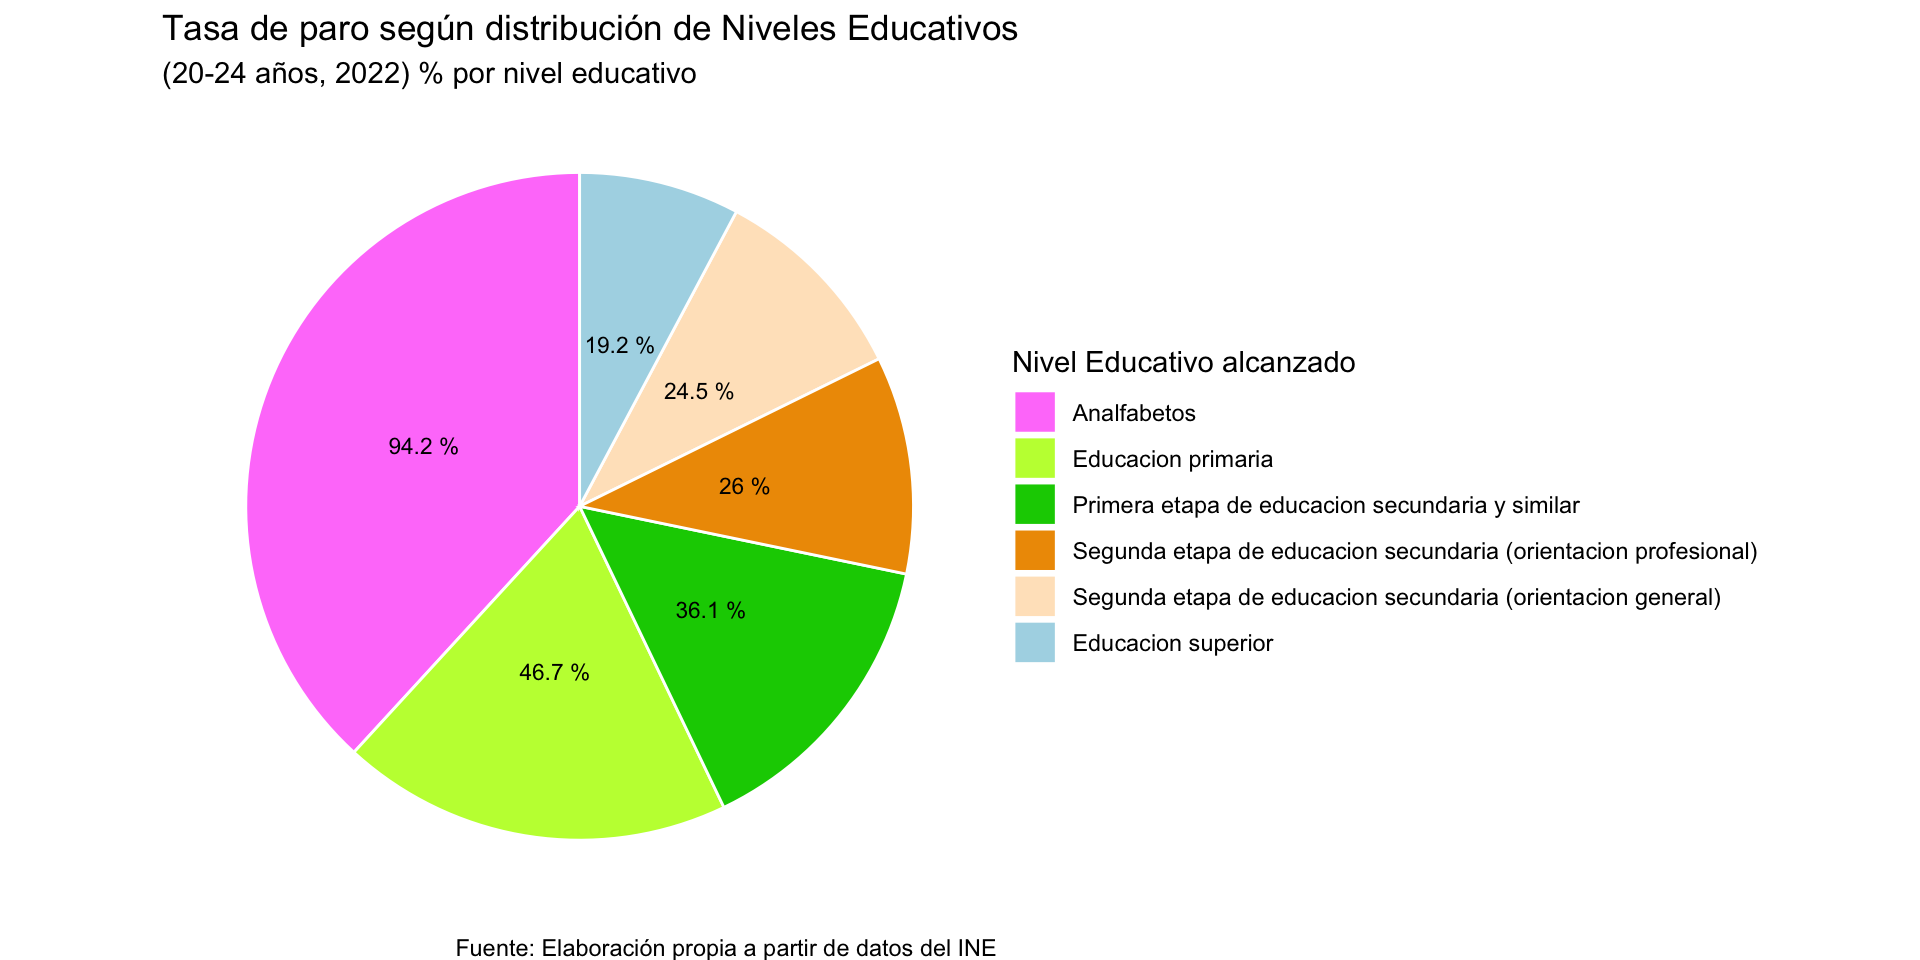 Tasa de paro según distribución de Niveles Educativos
(20-24 años, 2022) % por nivel educativo
19.2 %
24.5 %
94.2 %
26 %
36.1 %
46.7 %
Nivel Educativo alcanzado
Analfabetos
Educacion primaria
Primera etapa de educacion secundaria y similar
Segunda etapa de educacion secundaria (orientacion profesional)
Segunda etapa de educacion secundaria (orientacion general)
Educacion superior
Fuente: Elaboración propia a partir de datos del INE